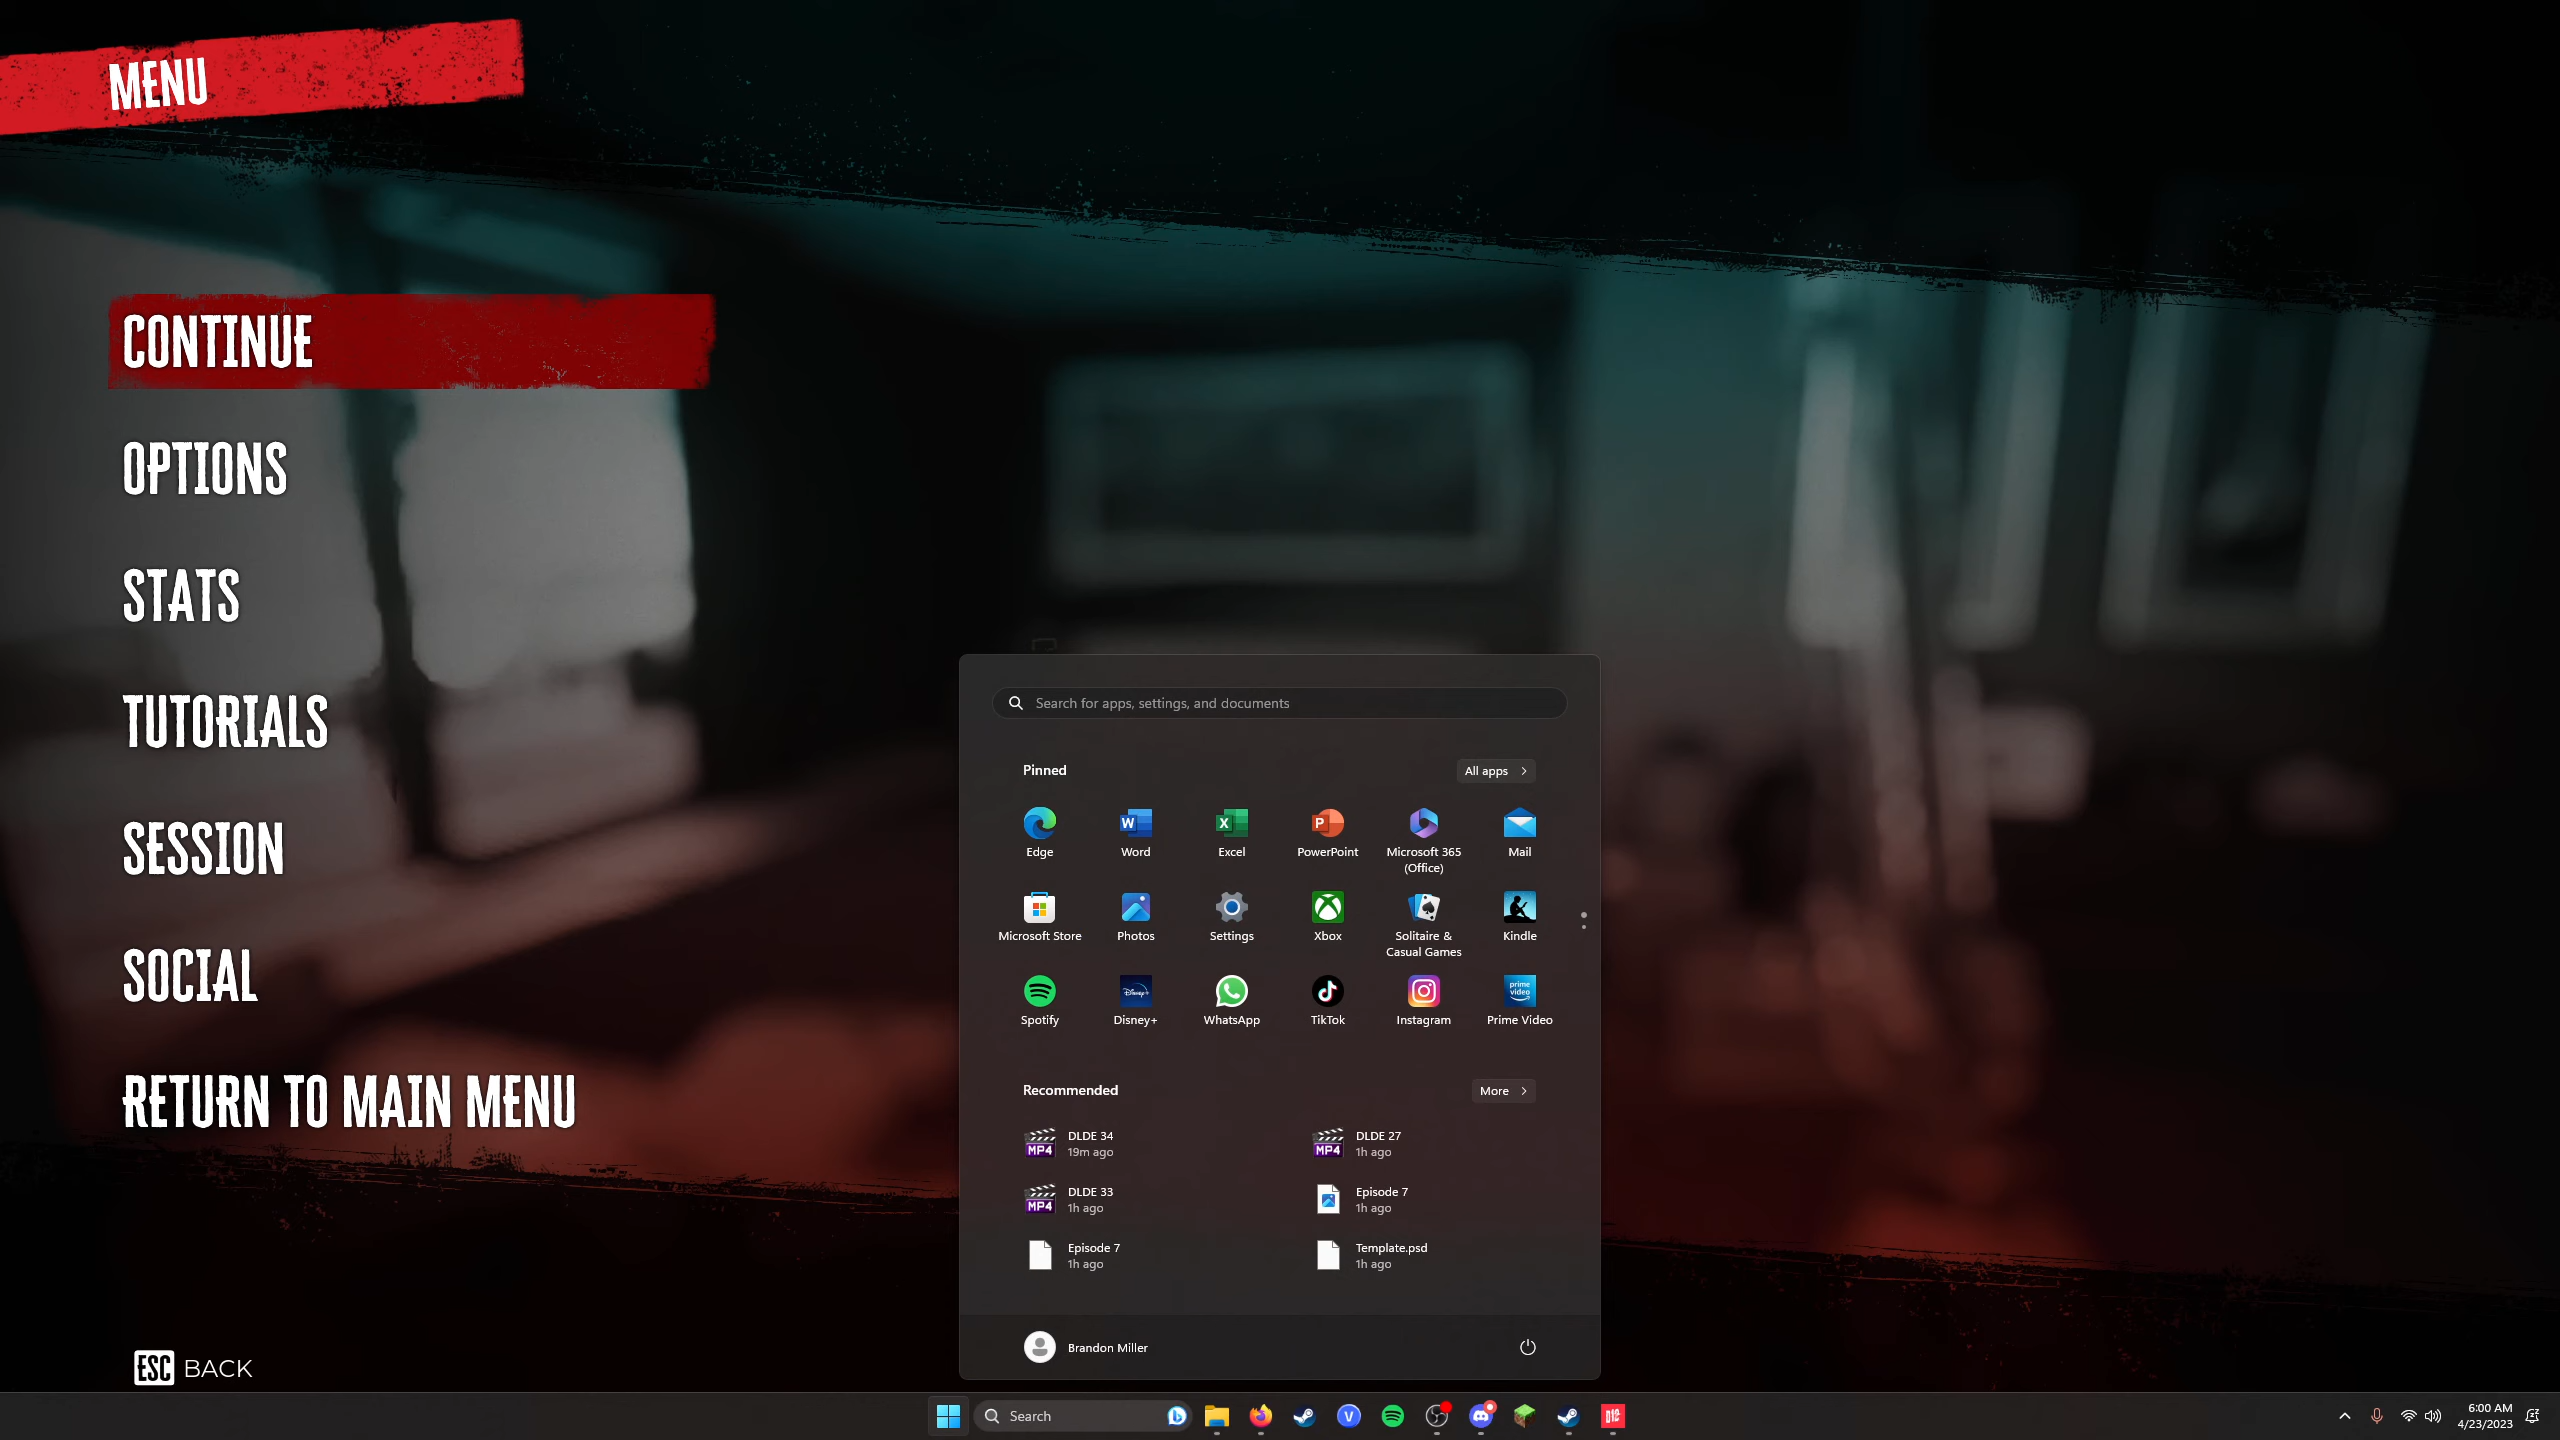 MENU
CONTINUE
OPTIONS
STATS
TUTORIALS
SESSION
SOCIAL
RETURN TO MAIN MENU
ESC BACK
Search for apps, settings, and documents
Pinned
All apps
Edge
Word
Excel
PowerPoint
Microsoft 365
(Office)
Mail
Microsoft Store
Photos
Settings
Xbox
Solitaire &
Casual Games
Kindle
Spotify
Disney+
WhatsApp
TikTok
Instagram
Prime Video
Recommended
More
DLDE 34
19m ago
DLDE 27
1h ago
DLDE 33
1h ago
Episode 7
1h ago
Episode 7
1h ago
Template.psd
1h ago
Brandon Miller
Search
6:00 AM
4/23/2023